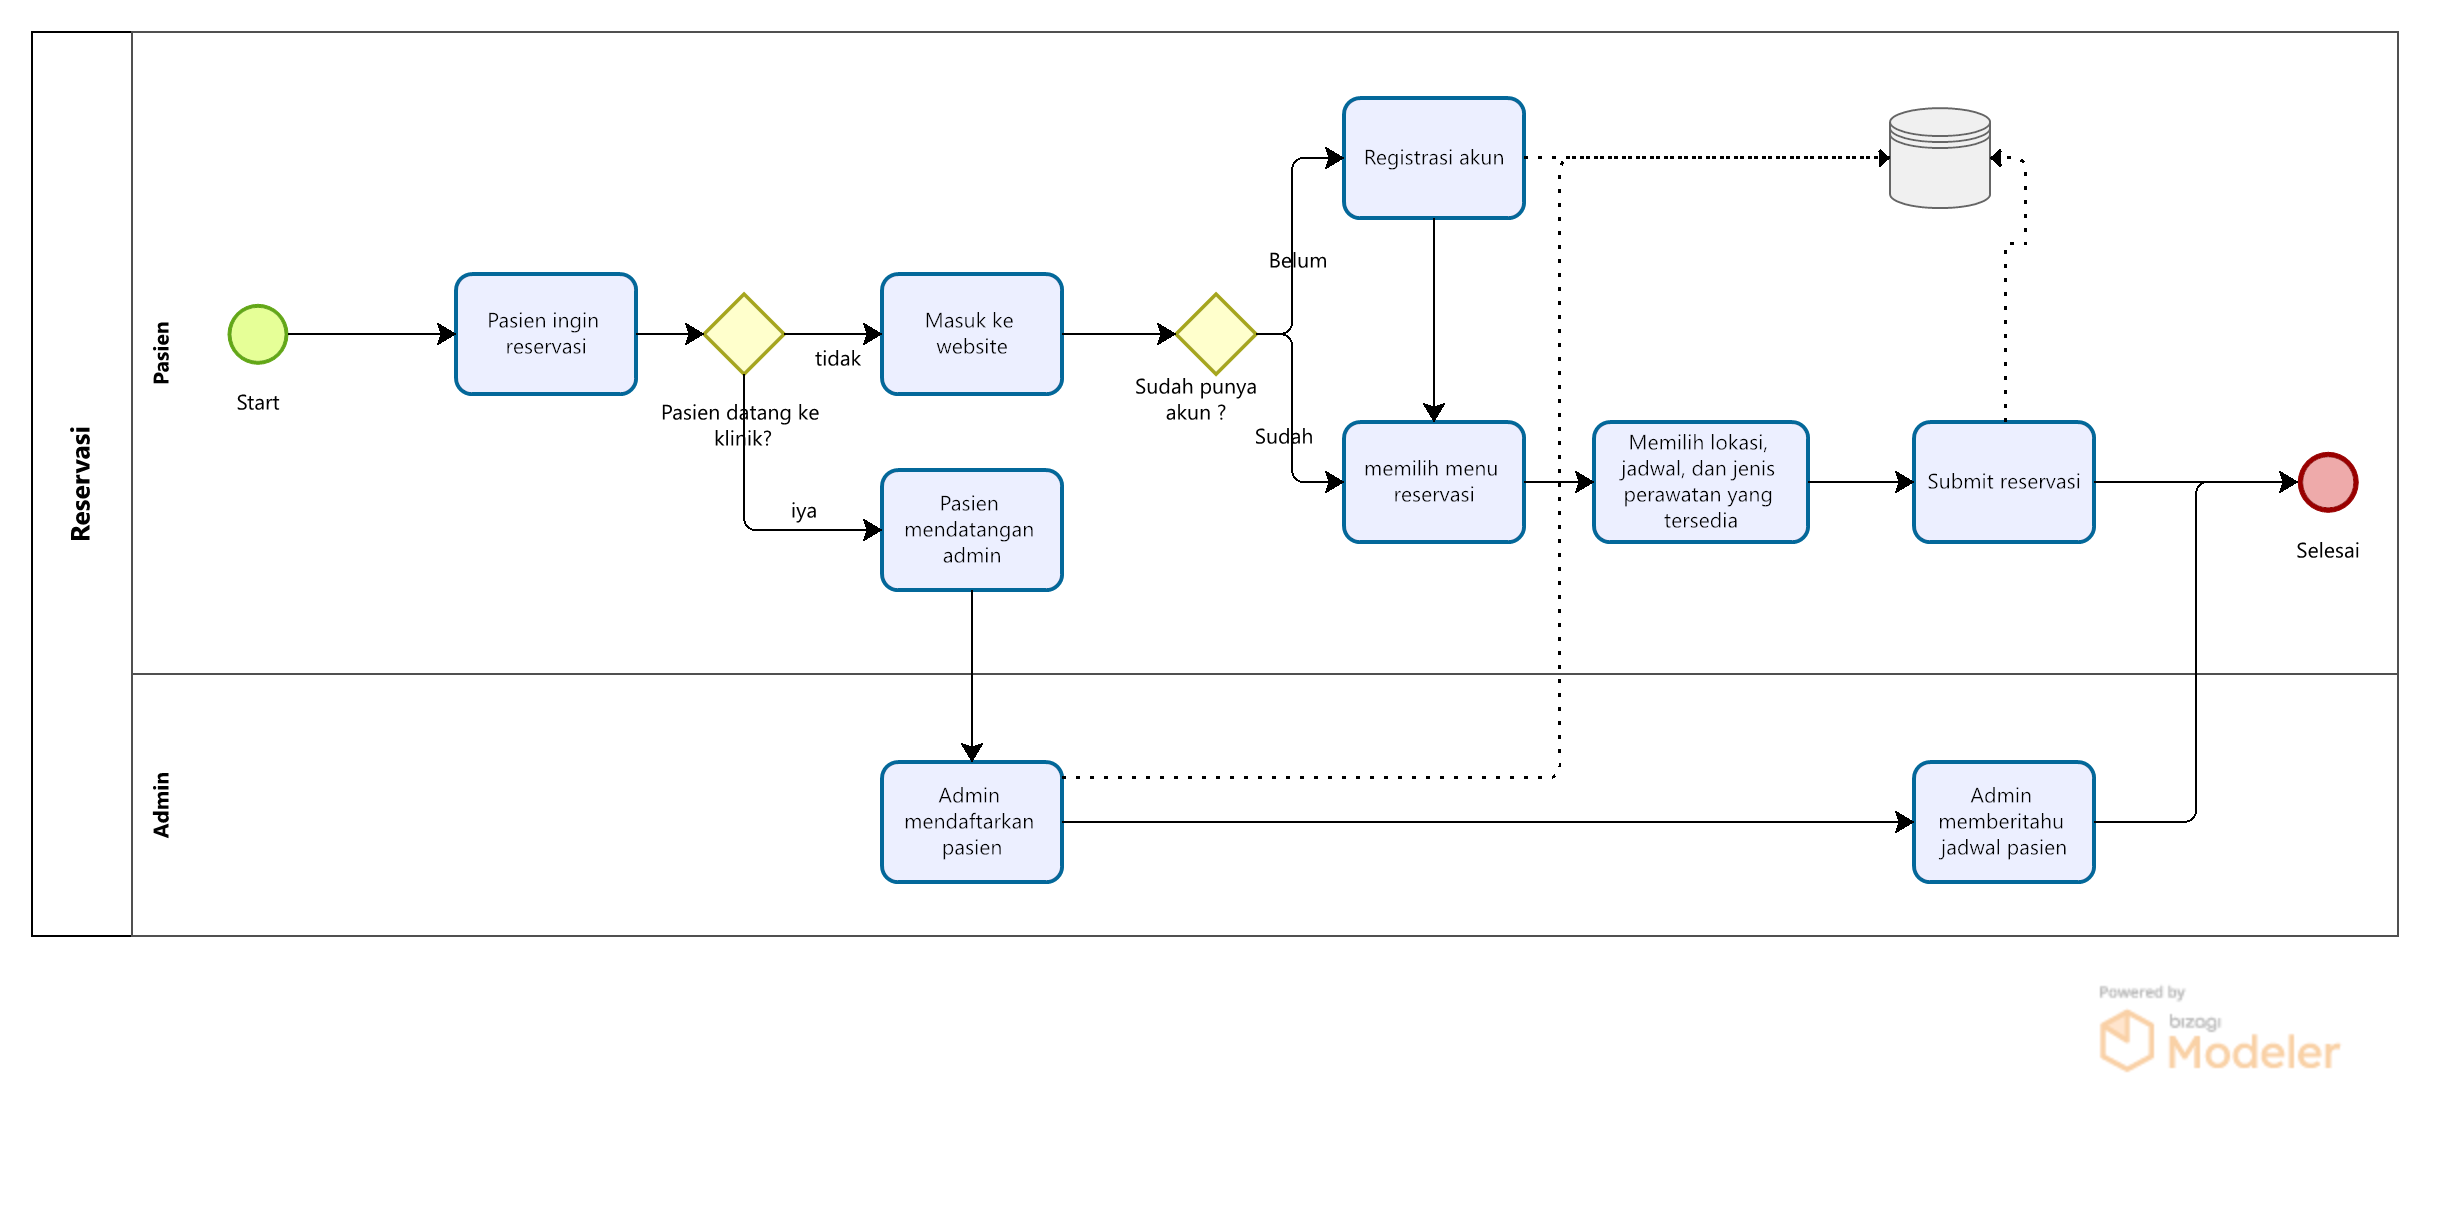 Reservasi
Pasien
Start
Pasien ingin
reservasi
Pasien datang ke
klinik?
tidak
iya
Masuk ke
website
Pasien
mendatangan
admin
Sudah punya
akun ?
Belum
Sudah
Registrasi akun
memilih menu
reservasi
Memilih lokasi,
jadwal, dan jenis
perawatan yang
tersedia
Submit reservasi
Selesai
Admin
Admin
mendaftarkan
pasien
Admin
memberitahu
jadwal pasien
Powered by
bizagi
Modeler